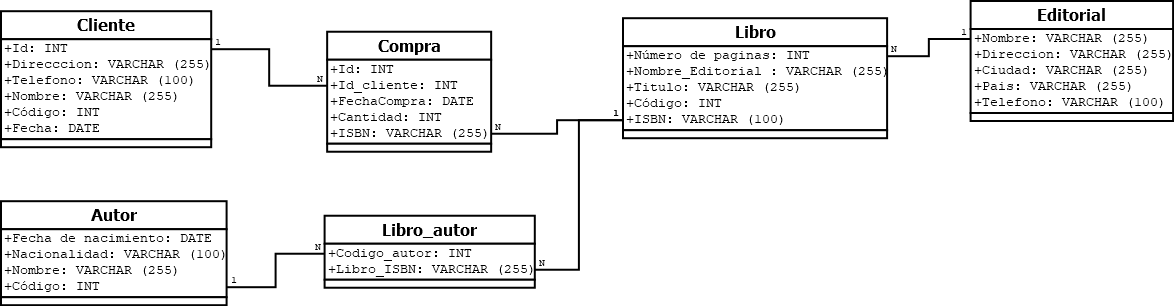 Cliente
+Id: INT
+Direcccion: VARCHAR (255)
+Telefono: VARCHAR (100)
+Nombre: VARCHAR (255)
+Código: INT
+Fecha: DATE
1
N
Compra
+Id: INT
+Id_cliente: INT
+FechaCompra: DATE
+Cantidad: INT
+ISBN: VARCHAR (255)
N
1
Libro
+Número de paginas: INT
+Nombre_Editorial : VARCHAR (255)
+Titulo: VARCHAR (255)
+Código: INT
+ISBN: VARCHAR (100)
N
1
Editorial
+Nombre: VARCHAR (255)
+Direccion: VARCHAR (255)
+Ciudad: VARCHAR (255)
+Pais: VARCHAR (255)
+Telefono: VARCHAR (100)
Autor
+Fecha de nacimiento: DATE
+Nacionalidad: VARCHAR (100)
+Nombre: VARCHAR (255)
+Código: INT
1
N
Libro_autor
+Codigo_autor: INT
+Libro_ISBN: VARCHAR (255)
N